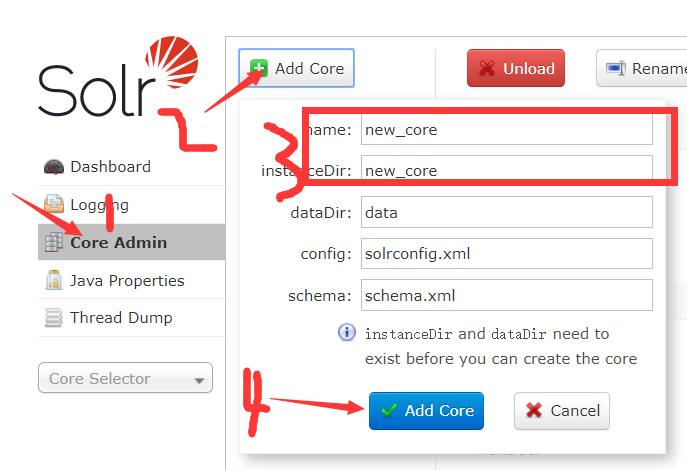 Solr
Add Core
Unload
Rename
2
3
name: new_core
instanceDir: new_core
Dashboard
Logging
1
Core Admin
dataDir: data
config: solrconfig.xml
Java Properties
schema: schema.xml
Thread Dump
instanceDir and dataDir need to
exist before you can create the core
Core Selector
4
Add Core
Cancel